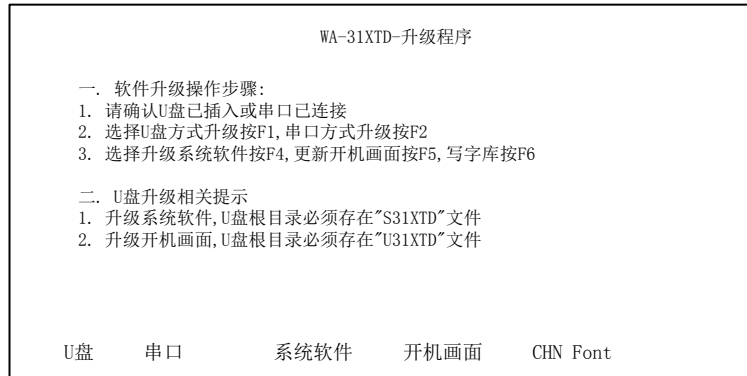 WA-31XTD-升级程序
一. 软件升级操作步骤:
1. 请确认U盘已插入或串口已连接
2. 选择U盘方式升级按F1,串口方式升级按F2
3. 选择升级系统软件按F4,更新开机画面按F5,写字库按F6
二. U盘升级相关提示
1. 升级系统软件,U盘根目录必须存在"S31XTD"文件
2. 升级开机画面,U盘根目录必须存在"U31XTD"文件
U盘 串口 系统软件 开机画面 CHN Font